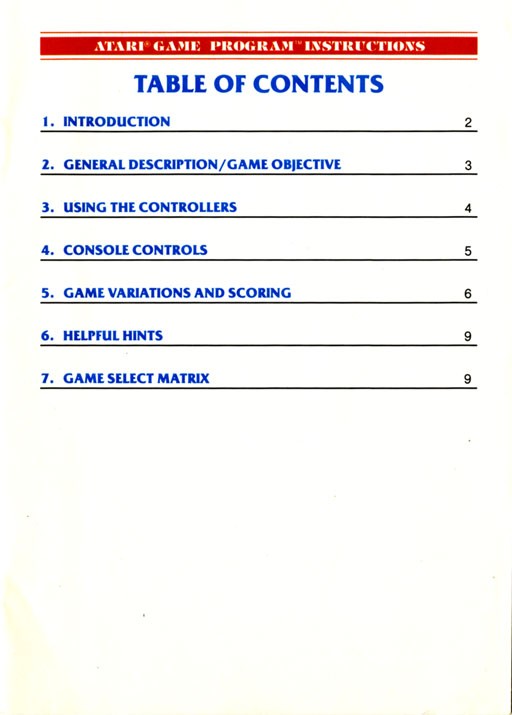 ATARI® GAME PROGRAM™ INSTRUCTIONS
TABLE OF CONTENTS
1. INTRODUCTION 2
2. GENERAL DESCRIPTION/GAME OBJECTIVE 3
3. USING THE CONTROLLERS 4
4. CONSOLE CONTROLS 5
5. GAME VARIATIONS AND SCORING 6
6. HELPFUL HINTS 9
7. GAME SELECT MATRIX 9